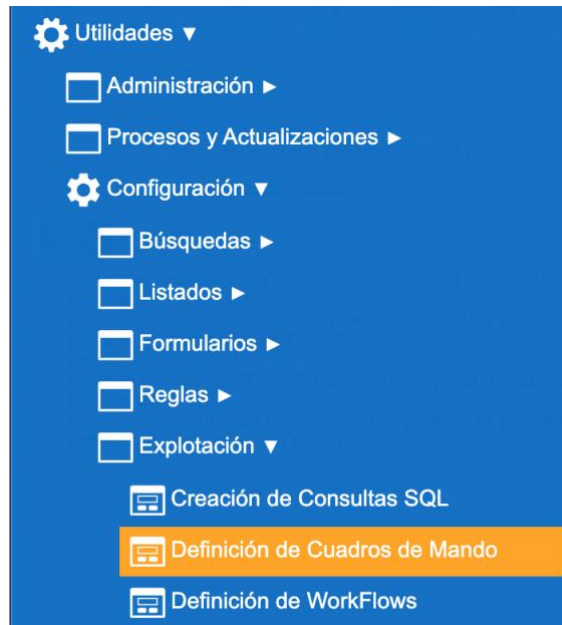 Utilidades ▼
Administración ►
Procesos y Actualizaciones ►
Configuración ▼
Búsquedas ►
Listados ►
Formularios ►
Reglas ►
Explotación ▼
Creación de Consultas SQL
Definición de Cuadros de Mando
Definición de WorkFlows